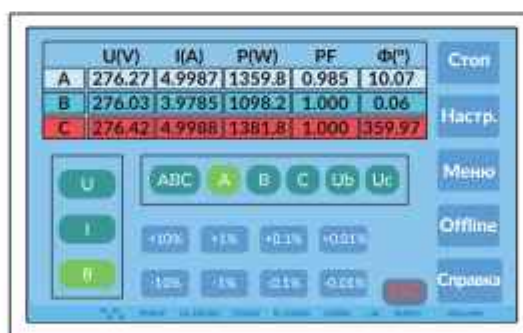 U(V) I(A) P(W) PF Ф(°)
A 276.27 4.9987 1359.8 0.985 10.07
B 276.03 3.9785 1098.2 1.000 0.06
C 276.42 4.9988 1381.8 1.000 359.97
Стоп
Настр.
Меню
Offline
Справка
U
I
ABC A B C Ub Uc
+10% +1% +0.1% +0.01%
-10% -1% -0.1% -0.01%